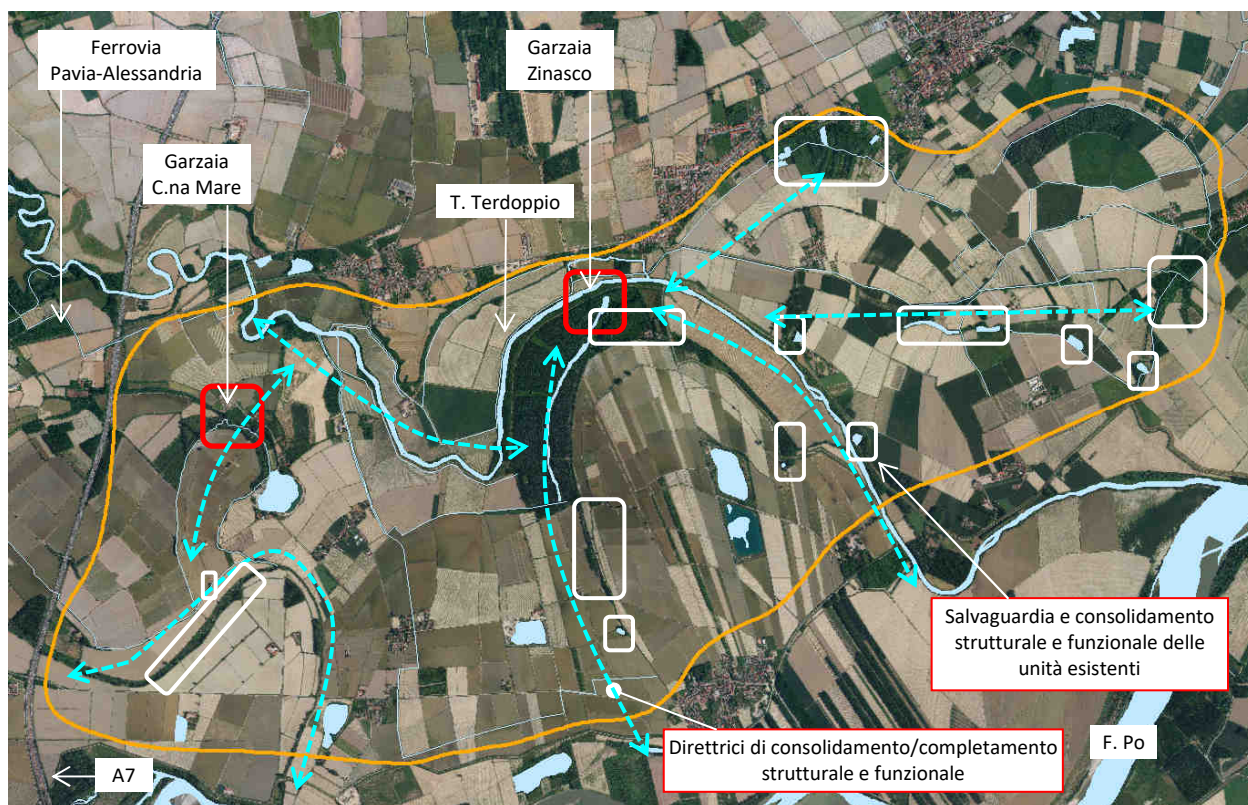 Ferrovia
Pavia-Alessandria
Garzaia
Zinasco
Garzaia
C.na Mare
T. Terdoppio
Salvaguardia e consolidamento
strutturale e funzionale delle
unità esistenti
Direttrici di consolidamento/completamento
strutturale e funzionale
F. Po
A7